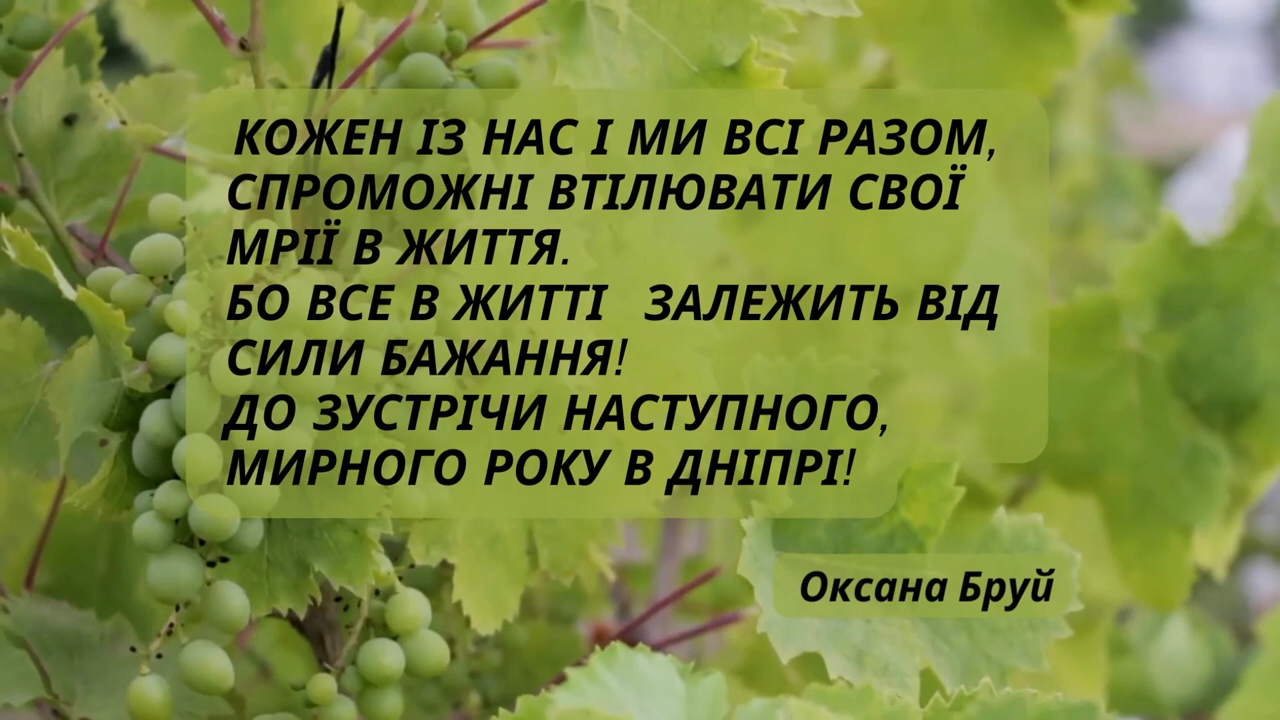 КОЖЕН ІЗ НАС І МИ ВСІ РАЗОМ,
СПРОМОЖНІ ВТІЛЮВАТИ СВОЇ
МРІЇ В ЖИТТЯ.
БО ВСЕ В ЖИТТІ ЗАЛЕЖИТЬ ВІД
СИЛИ БАЖАННЯ!
ДО ЗУСТРІЧИ НАСТУПНОГО,
МИРНОГО РОКУ В ДНІПРІ!
Оксана Бруй